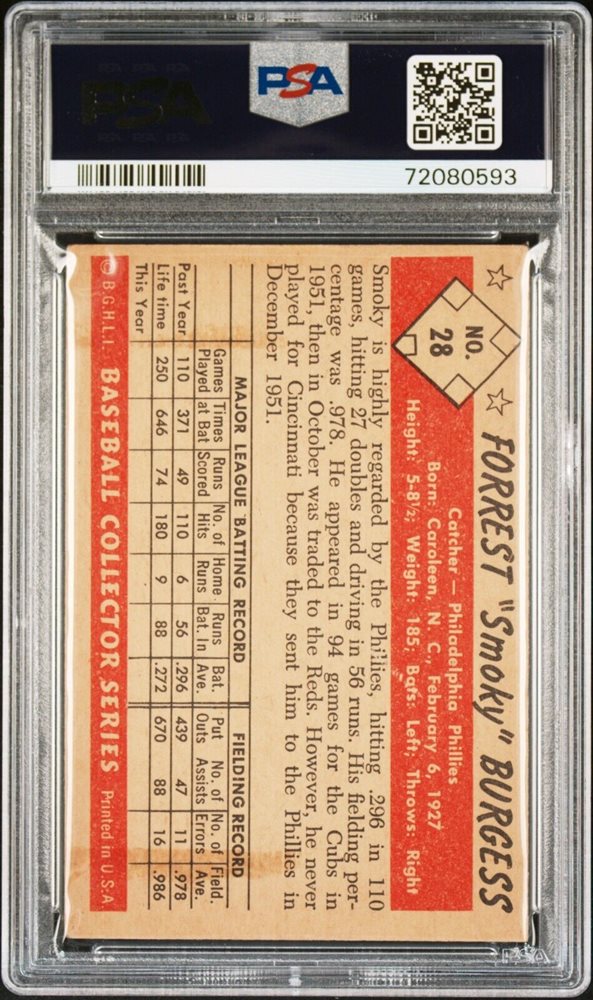 PSA
PSA
72080593
NO.
28
FORREST "Smoky" BURGESS
Catcher — Philadelphia Phillies
Born: Caroleen, N. C., February 6, 1927
Height: 5-8½; Weight: 185; Bats: Left; Throws: Right
Smoky is highly regarded by the Phillies, hitting .296 in 110
games, hitting 27 doubles and driving in 56 runs. His fielding per-
centage was .978. He appeared in 94 games for the Cubs in
1951, then in October was traded to the Reds. However, he never
played for Cincinnati because they sent him to the Phillies in
December 1951.
MAJOR LEAGUE BATTING RECORD FIELDING RECORD
Games Times Runs No. of Home Runs Bat. Put No. of No. of Field.
Played at Bat Scored Hits Runs Bat. In Ave. Outs Assists Errors Ave.
Past Year 110 371 49 110 6 56 .296 439 47 11 .978
Life time 250 646 74 180 9 88 .272 670 88 16 .986
This Year
© B.G.H.L.I. BASEBALL COLLECTOR SERIES Printed in U.S.A.